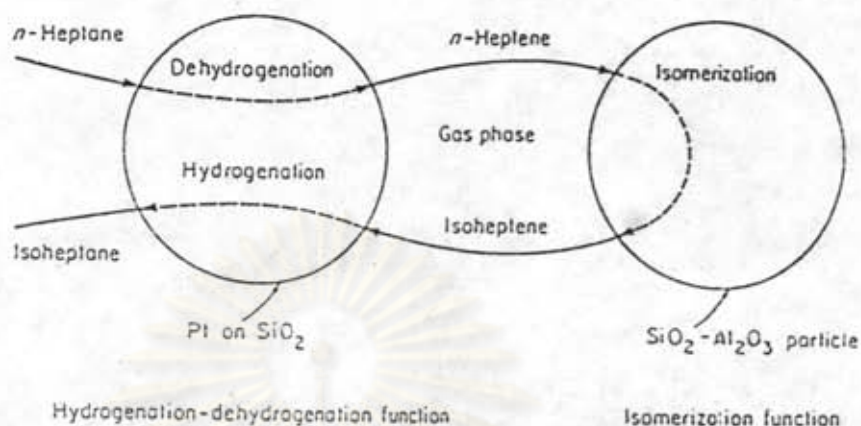 n-Heptane
n-Heptene
Dehydrogenation
Isomerization
Gas phase
Hydrogenation
Isoheptene
Isoheptane
Pt on SiO2
SiO2-Al2O3 particle
Hydrogenation-dehydrogenation function
Isomerization function